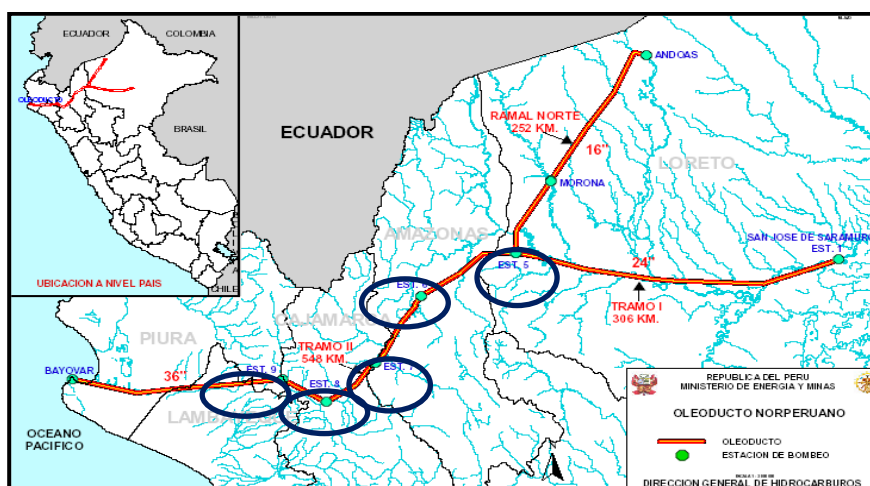 ECUADOR
COLOMBIA
OLEODUCTO
BRASIL
CHILE
UBICACION A NIVEL PAIS
ECUADOR
ANDOAS
RAMAL NORTE
252 KM.
16"
LORETO
MORONA
AMAZONAS
SAN JOSE DE SARAMURO
EST. 1
EST. 5
24"
TRAMO I
306 KM.
EST. 6
CAJAMARCA
PIURA
TRAMO II
548 KM.
EST. 7
BAYOVAR
36"
EST. 9
EST. 8
LAMBAYEQUE
OCEANO
PACIFICO
REPUBLICA DEL PERU
MINISTERIO DE ENERGIA Y MINAS
OLEODUCTO NORPERUANO
OLEODUCTO
ESTACION DE BOMBEO
DIRECCION GENERAL DE HIDROCARBUROS